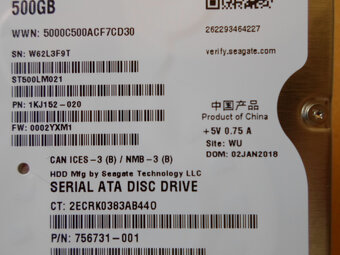 500GB
WWN: 5000C500ACF7CD30
262293464227
SN: W62L3F9T
verify.seagate.com
ST500LM021
PN: 1KJ152-020
中国产品
Product of China
FW: 0002YXM1
+5V 0.75 A
Site: WU
DOM: 02JAN2018
CAN ICES-3 (B) / NMB-3 (B)
HDD Mfg by Seagate Technology LLC
SERIAL ATA DISC DRIVE
CT: 2ECRK0383AB440
P/N: 756731-001